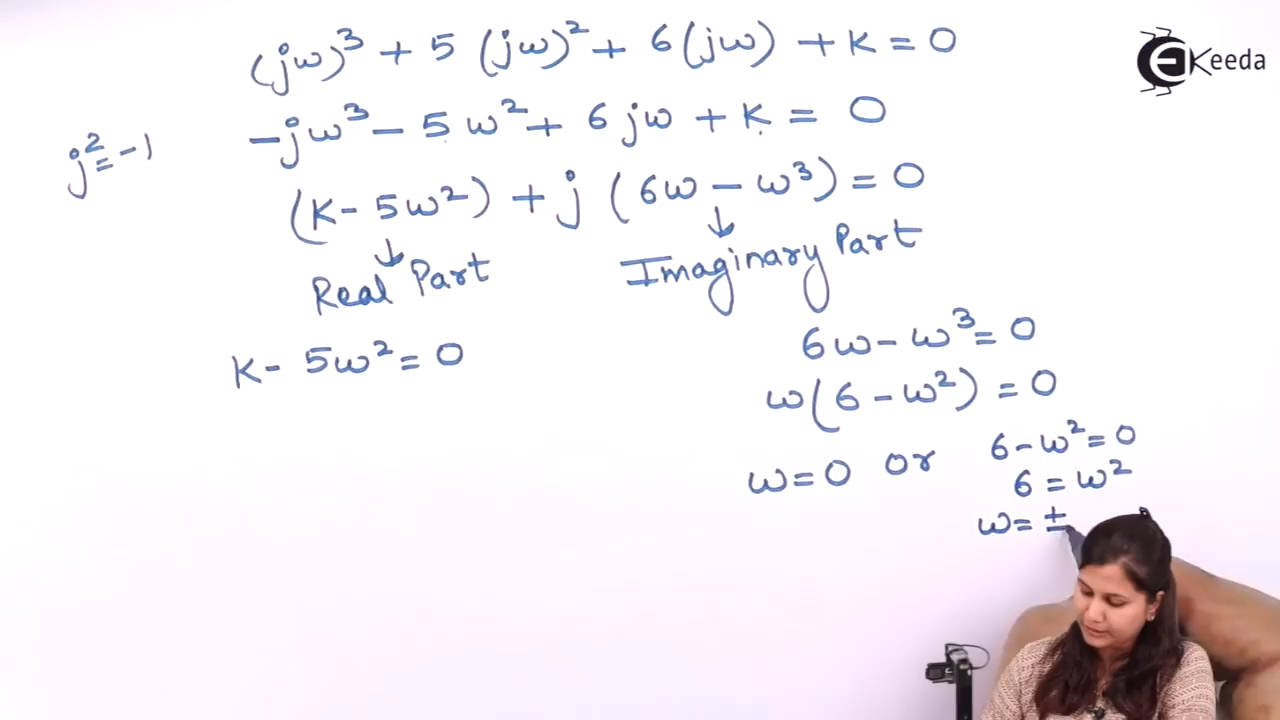 (jω)³ + 5 (jω)² + 6(jω) + K = 0
EKeeda
j² = -1
-jω³ - 5ω² + 6jω + K = 0
(K - 5ω²) + j (6ω - ω³) = 0
↓ ↓
Real Part Imaginary Part
K - 5ω² = 0
6ω - ω³ = 0
ω(6 - ω²) = 0
ω = 0 or 6 - ω² = 0
6 = ω²
ω = ±